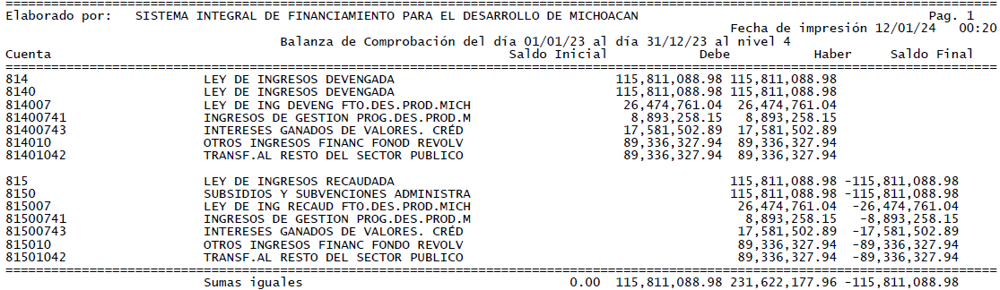 ================================================================================
Elaborado por:   SISTEMA INTEGRAL DE FINANCIAMIENTO PARA EL DESARROLLO DE MICHOACAN   Pag. 1
Fecha de impresión 12/01/24   00:20
Balanza de Comprobación del día 01/01/23 al día 31/12/23 al nivel 4
Cuenta   Saldo Inicial   Debe   Haber   Saldo Final
================================================================================
814   LEY DE INGRESOS DEVENGADA   115,811,088.98 115,811,088.98
8140   LEY DE INGRESOS DEVENGADA   115,811,088.98 115,811,088.98
814007   LEY DE ING DEVENG FTO.DES.PROD.MICH   26,474,761.04   26,474,761.04
81400741   INGRESOS DE GESTION PROG.DES.PROD.M   8,893,258.15   8,893,258.15
81400743   INTERESES GANADOS DE VALORES. CRÉD   17,581,502.89   17,581,502.89
814010   OTROS INGRESOS FINANC FONOD REVOLV   89,336,327.94   89,336,327.94
81401042   TRANSF.AL RESTO DEL SECTOR PUBLICO   89,336,327.94   89,336,327.94
815   LEY DE INGRESOS RECAUDADA   115,811,088.98 -115,811,088.98
8150   SUBSIDIOS Y SUBVENCIONES ADMINISTRA   115,811,088.98 -115,811,088.98
815007   LEY DE ING RECAUD FTO.DES.PROD.MICH   26,474,761.04   -26,474,761.04
81500741   INGRESOS DE GESTION PROG.DES.PROD.M   8,893,258.15   -8,893,258.15
81500743   INTERESES GANADOS DE VALORES. CRÉD   17,581,502.89   -17,581,502.89
815010   OTROS INGRESOS FINANC FONDO REVOLV   89,336,327.94   -89,336,327.94
81501042   TRANSF.AL RESTO DEL SECTOR PUBLICO   89,336,327.94   -89,336,327.94
================================================================================
Sumas iguales   0.00   115,811,088.98 231,622,177.96 -115,811,088.98